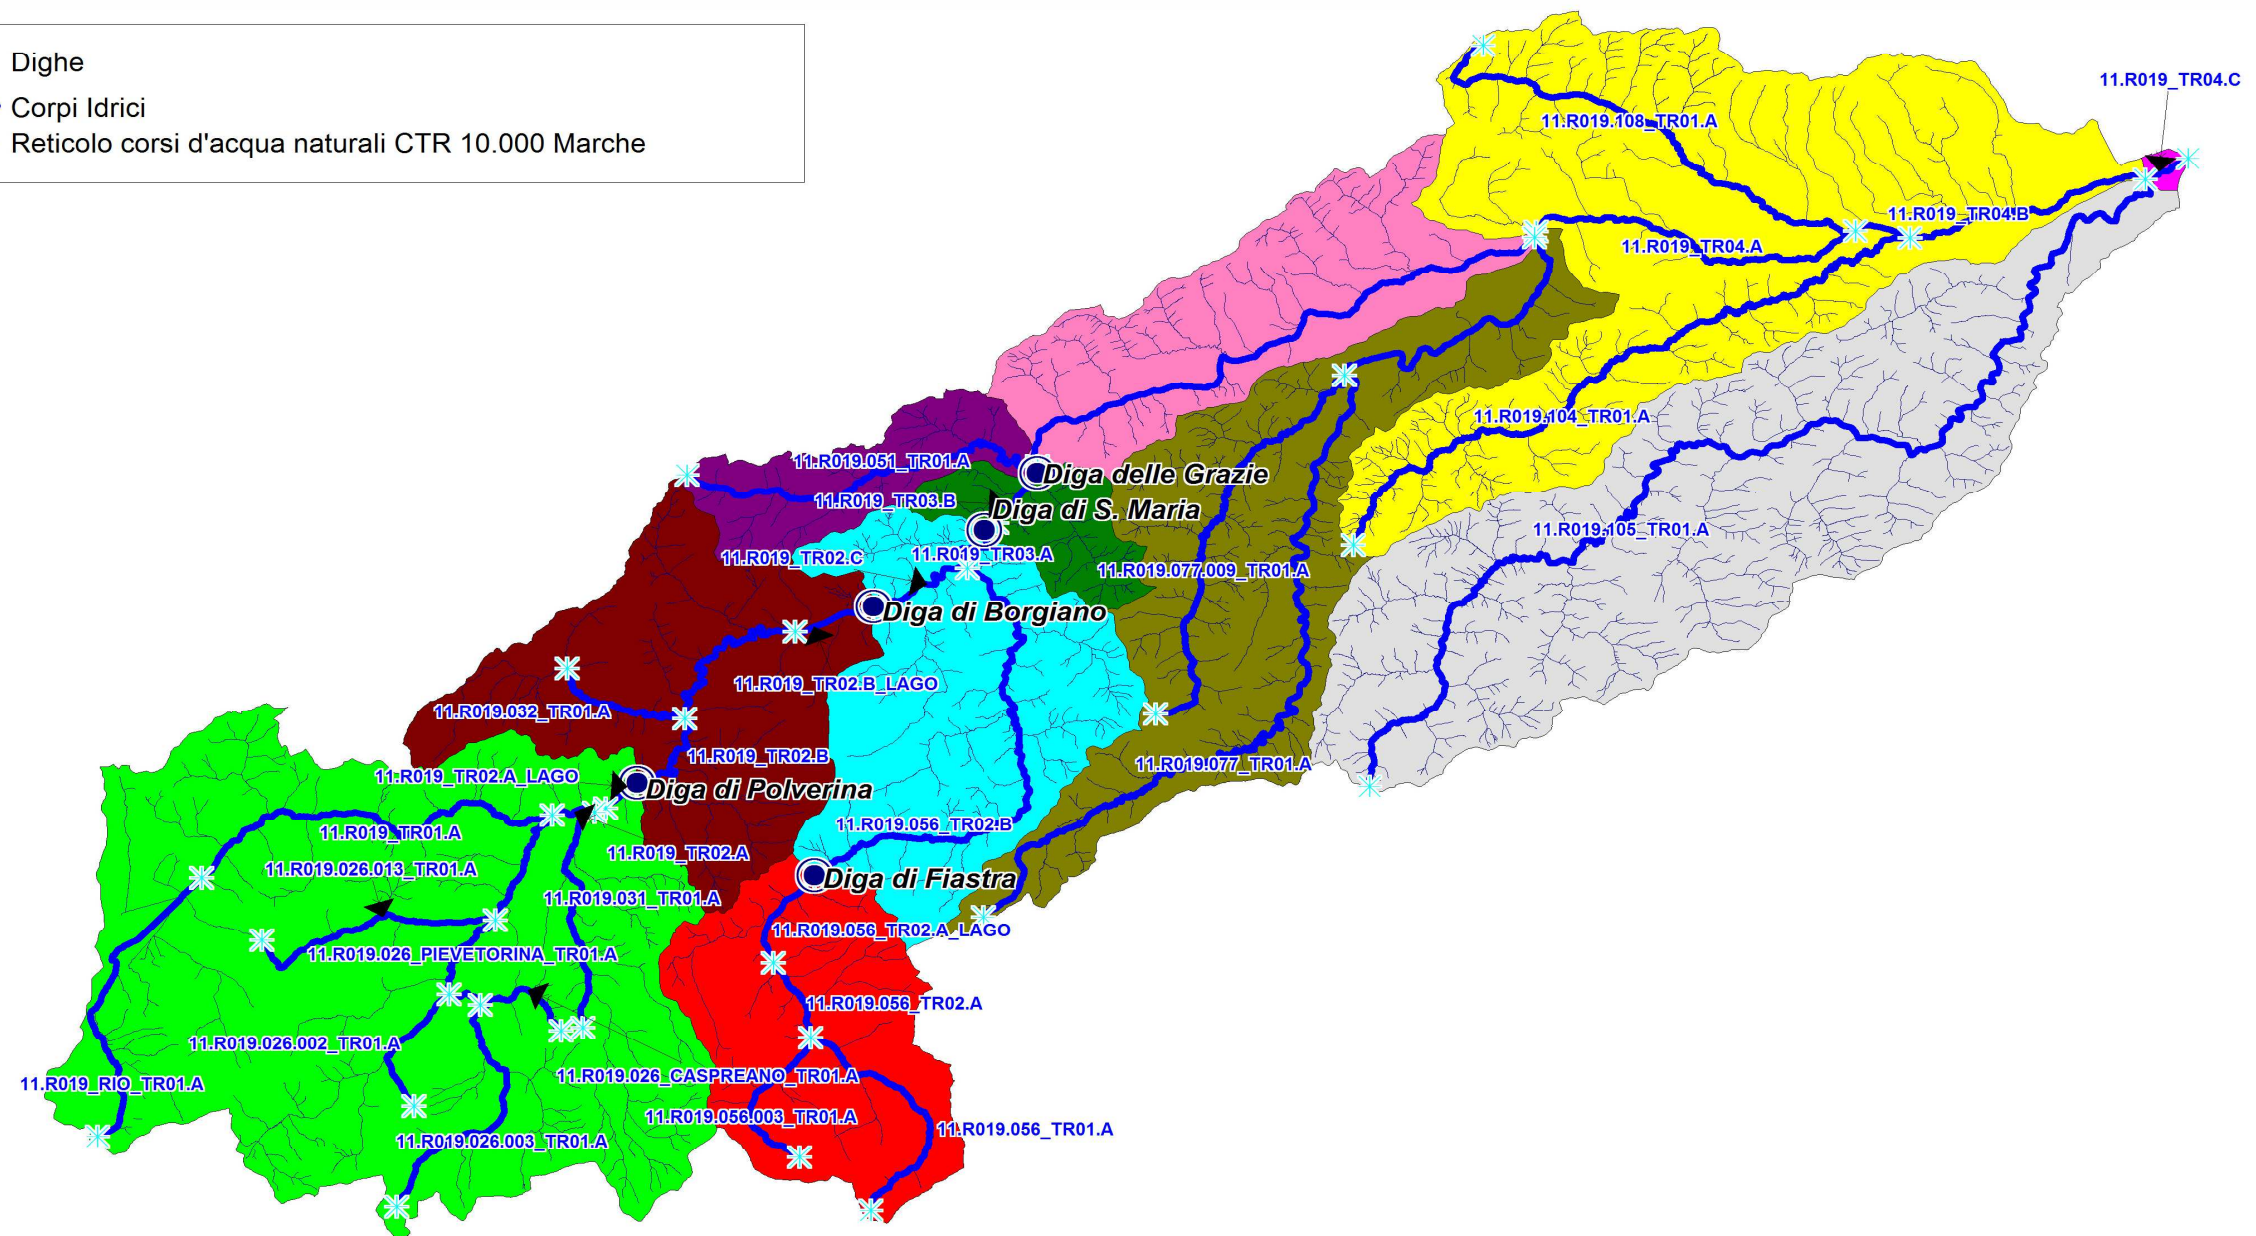 Dighe
Corpi Idrici
Reticolo corsi d'acqua naturali CTR 10.000 Marche
11.R019_TR04.C
11.R019.108_TR01.A
11.R019_TR04.B
11.R019_TR04.A
11.R019.104_TR01.A
11.R019.051_TR01.A
Diga delle Grazie
11.R019_TR03.B
Diga di S. Maria
11.R019.105_TR01.A
11.R019_TR02.C
11.R019_TR03.A
11.R019.077.009_TR01.A
Diga di Borgiano
11.R019_TR02.B_LAGO
11.R019.032_TR01.A
11.R019_TR02.B
11.R019.077_TR01.A
11.R019_TR02.A_LAGO
Diga di Polverina
11.R019_TR01.A
11.R019.056_TR02.B
11.R019_TR02.A
11.R019.026.013_TR01.A
Diga di Fiastra
11.R019.031_TR01.A
11.R019.056_TR02.A_LAGO
11.R019.026_PIEVETORINA_TR01.A
11.R019.056_TR02.A
11.R019.026.002_TR01.A
11.R019.026_CASPREANO_TR01.A
11.R019_RIO_TR01.A
11.R019.056.003_TR01.A
11.R019.056_TR01.A
11.R019.026.003_TR01.A